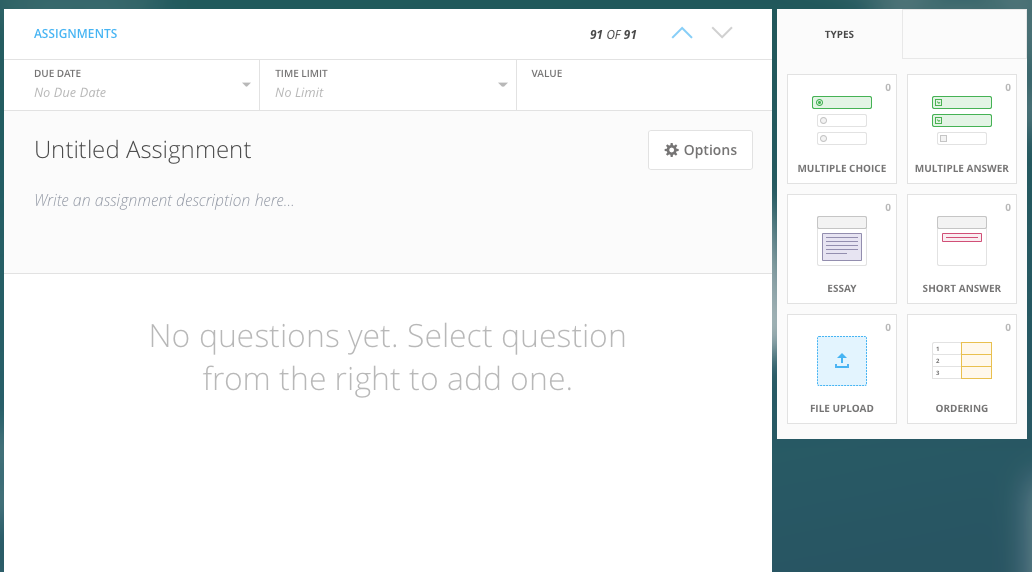 ASSIGNMENTS
91 OF 91
DUE DATE
No Due Date
TIME LIMIT
No Limit
VALUE
Untitled Assignment
Options
Write an assignment description here...
No questions yet. Select question
from the right to add one.
TYPES
0
MULTIPLE CHOICE
0
MULTIPLE ANSWER
0
ESSAY
0
SHORT ANSWER
0
FILE UPLOAD
0
1
2
3
ORDERING